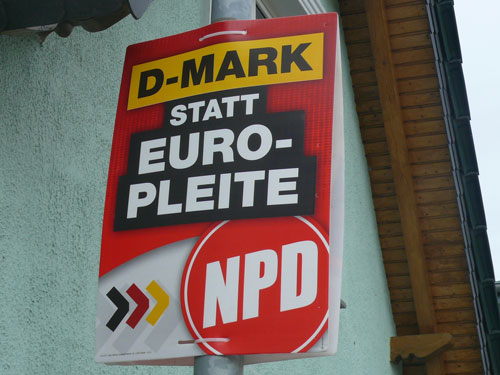 D-MARK
STATT
EURO-
PLEITE
NPD